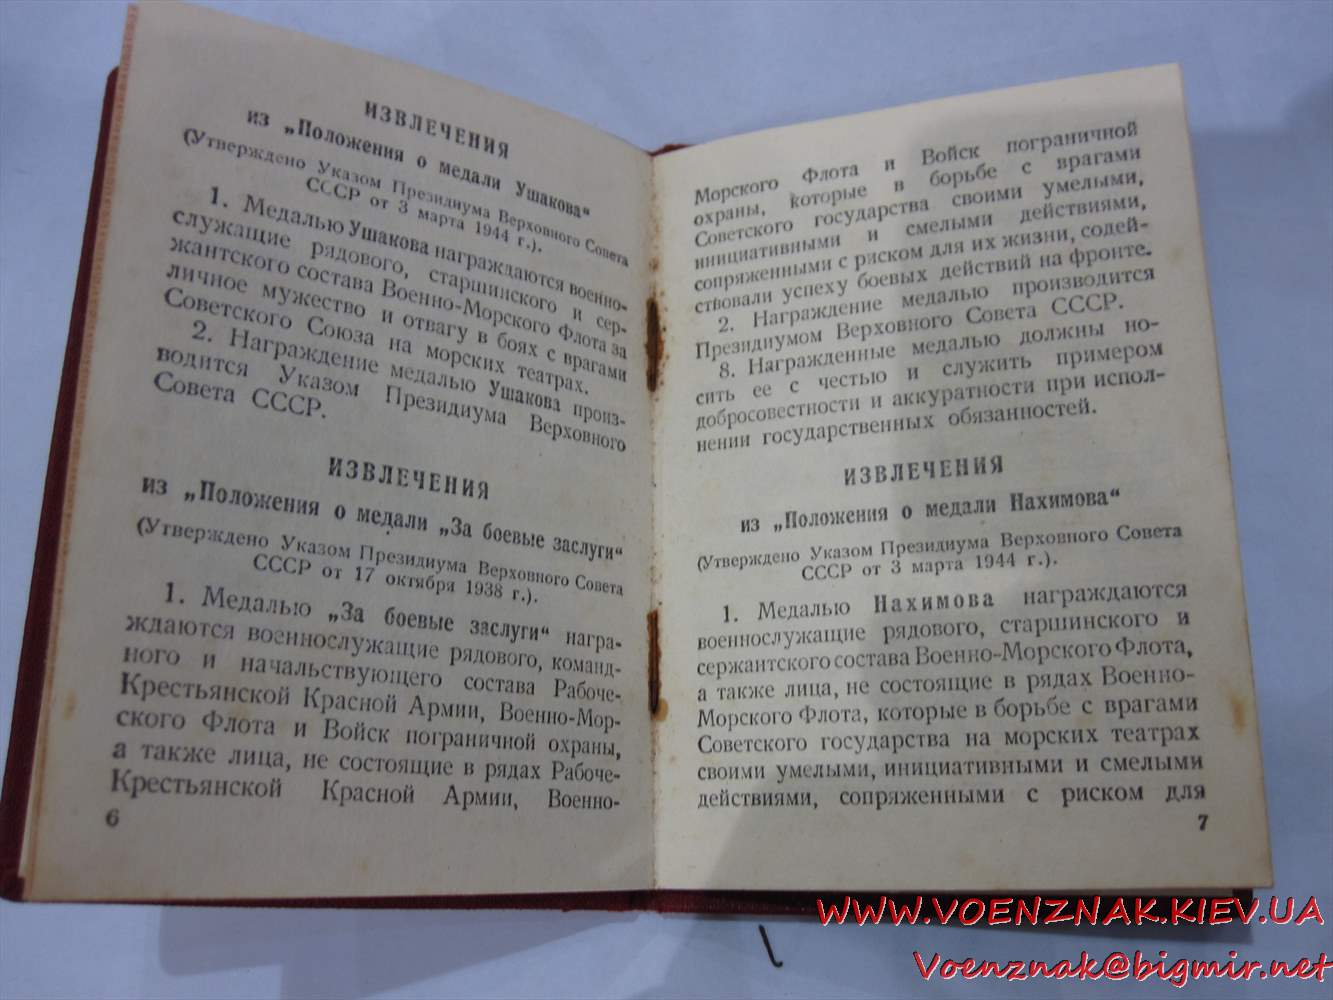 ИЗВЛЕЧЕНИЯ
из „Положения о медали Ушакова“
(Утверждено Указом Президиума Верховного Совета
СССР от 3 марта 1944 г.).
1. Медалью Ушакова награждаются военно-
служащие рядового, старшинского и сер-
жантского состава Военно-Морского Флота за
личное мужество и отвагу в боях с врагами
Советского Союза на морских театрах.
2. Награждение медалью Ушакова произ-
водится Указом Президиума Верховного
Совета СССР.
ИЗВЛЕЧЕНИЯ
из „Положения о медали „За боевые заслуги“
(Утверждено Указом Президиума Верховного Совета
СССР от 17 октября 1938 г.).
1. Медалью „За боевые заслуги“ награ-
ждаются военнослужащие рядового, команд-
ного и начальствующего состава Рабоче-
Крестьянской Красной Армии, Военно-Мор-
ского Флота и Войск пограничной охраны,
а также лица, не состоящие в рядах Рабоче-
Крестьянской Красной Армии, Военно-
6
Морского Флота и Войск пограничной
охраны, которые в борьбе с врагами
Советского государства своими умелыми,
инициативными и смелыми действиями,
сопряженными с риском для их жизни, содей-
ствовали успеху боевых действий на фронте.
2. Награждение медалью производится
Президиумом Верховного Совета СССР.
8. Награжденные медалью должны но-
сить ее с честью и служить примером
добросовестности и аккуратности при испол-
нении государственных обязанностей.
ИЗВЛЕЧЕНИЯ
из „Положения о медали Нахимова“
(Утверждено Указом Президиума Верховного Совета
СССР от 3 марта 1944 г.).
1. Медалью Нахимова награждаются
военнослужащие рядового, старшинского и
сержантского состава Военно-Морского Флота,
а также лица, не состоящие в рядах Военно-
Морского Флота, которые в борьбе с врагами
Советского государства на морских театрах
своими умелыми, инициативными и смелыми
действиями, сопряженными с риском для
7
WWW.VOENZNAK.KIEV.UA
Voenznak@bigmir.net